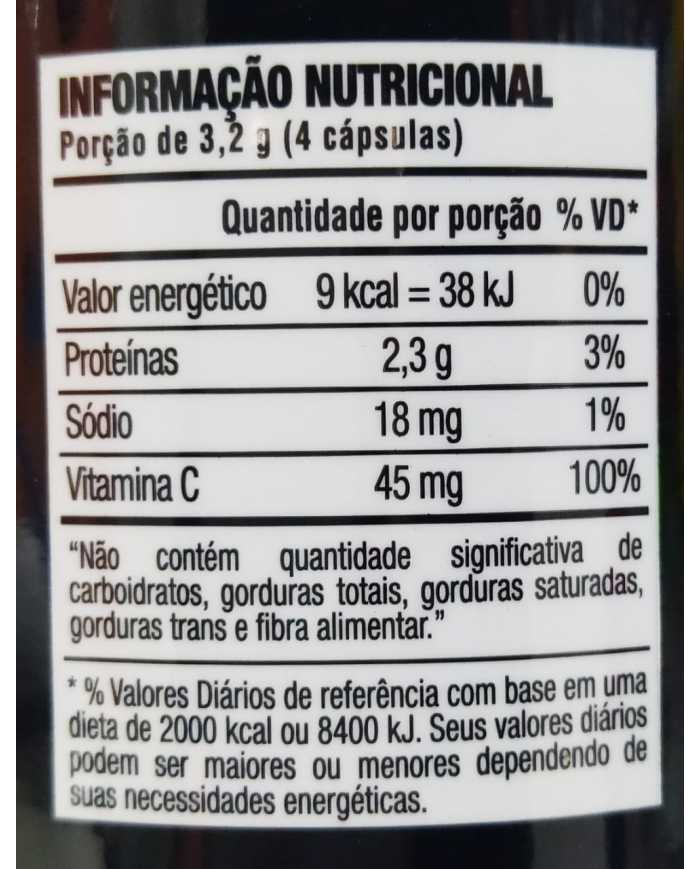 INFORMAÇÃO NUTRICIONAL
Porção de 3,2 g (4 cápsulas)
Quantidade por porção % VD*
Valor energético 9 kcal = 38 kJ 0%
Proteínas 2,3 g 3%
Sódio 18 mg 1%
Vitamina C 45 mg 100%
“Não contém quantidade significativa de
carboidratos, gorduras totais, gorduras saturadas,
gorduras trans e fibra alimentar.”
* % Valores Diários de referência com base em uma
dieta de 2000 kcal ou 8400 kJ. Seus valores diários
podem ser maiores ou menores dependendo de
suas necessidades energéticas.